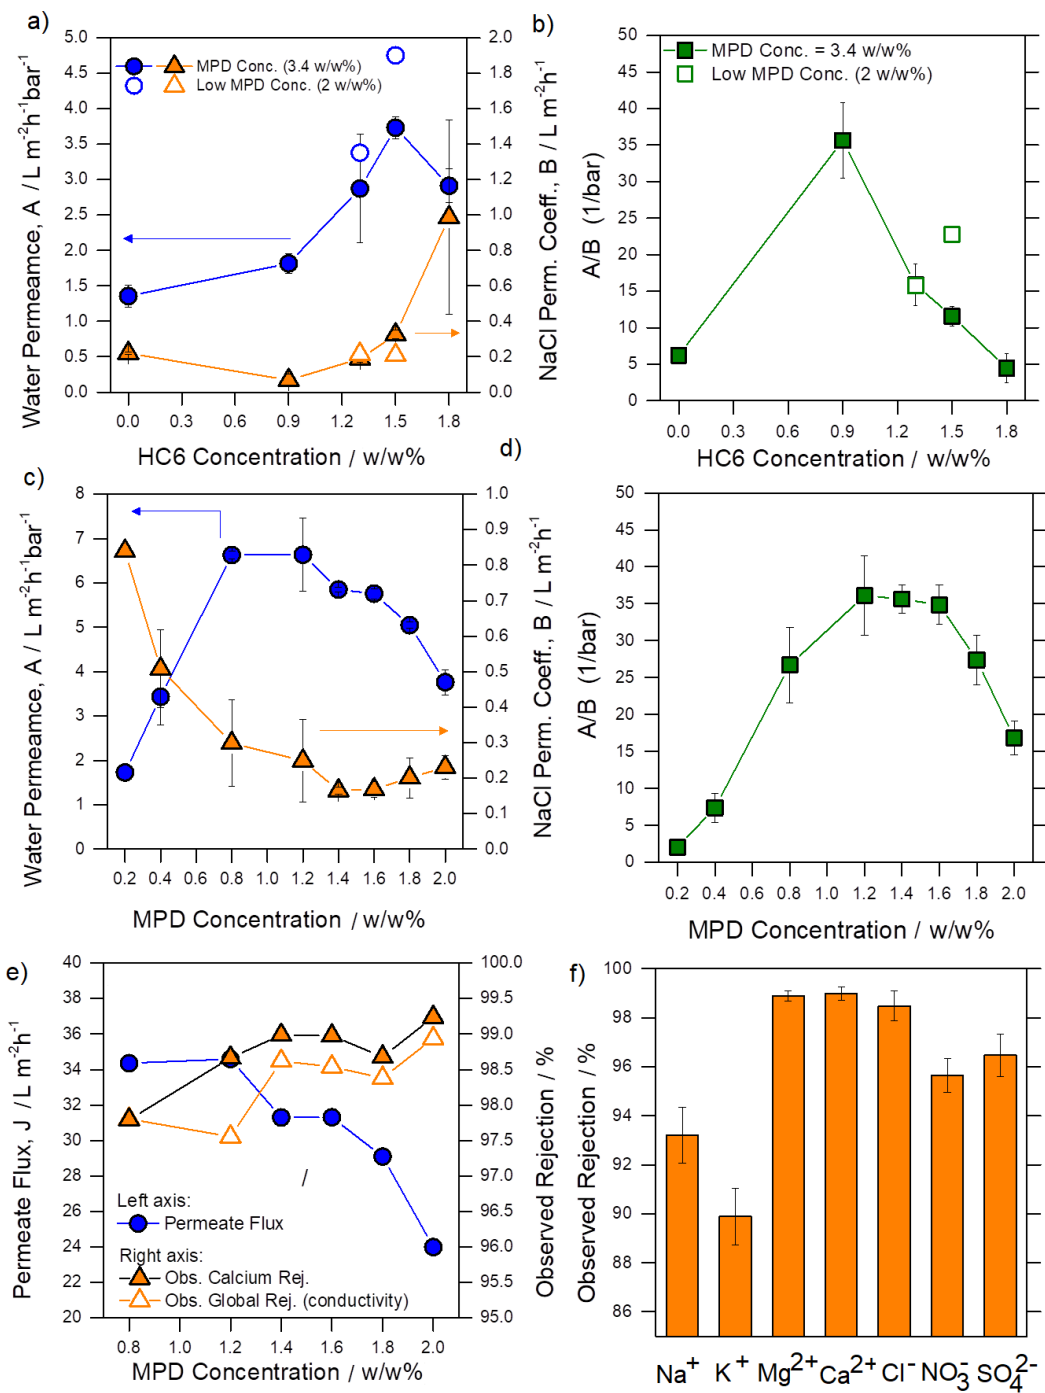 a)
5.0
4.5
4.0
3.5
3.0
2.5
2.0
1.5
1.0
0.5
0.0
Water Permeamce, A / L m⁻²h⁻¹bar⁻¹
MPD Conc. (3.4 w/w%)
Low MPD Conc. (2 w/w%)
2.0
1.8
1.6
1.4
1.2
1.0
0.8
0.6
0.4
0.2
0.0
NaCl Perm. Coeff., B / L m⁻²h⁻¹
0.0 0.3 0.6 0.9 1.2 1.5 1.8
HC6 Concentration / w/w%
b)
50
45
40
35
30
25
20
15
10
5
0
A/B (1/bar)
MPD Conc. = 3.4 w/w%
Low MPD Conc. (2 w/w%)
0.0 0.3 0.6 0.9 1.2 1.5 1.8
HC6 Concentration / w/w%
c)
8
7
6
5
4
3
2
1
0
Water Permeamce, A / L m⁻²h⁻¹bar⁻¹
1.0
0.9
0.8
0.7
0.6
0.5
0.4
0.3
0.2
0.1
0.0
NaCl Perm. Coeff., B / L m⁻²h⁻¹
0.2 0.4 0.6 0.8 1.0 1.2 1.4 1.6 1.8 2.0
MPD Concentration / w/w%
d)
50
45
40
35
30
25
20
15
10
5
0
A/B (1/bar)
0.2 0.4 0.6 0.8 1.0 1.2 1.4 1.6 1.8 2.0
MPD Concentration / w/w%
e)
40
38
36
34
32
30
28
26
24
22
20
Permeate Flux, J / L m⁻²h⁻¹
/
Left axis:
Permeate Flux
Right axis:
Obs. Calcium Rej.
Obs. Global Rej. (conductivity)
100.0
99.5
99.0
98.5
98.0
97.5
97.0
96.5
96.0
95.5
95.0
Observed Rejection / %
0.8 1.0 1.2 1.4 1.6 1.8 2.0
MPD Concentration / w/w%
f)
100
98
96
94
92
90
88
86
Observed Rejection / %
Na⁺ K⁺ Mg²⁺ Ca²⁺ Cl⁻ NO₃⁻ SO₄²⁻